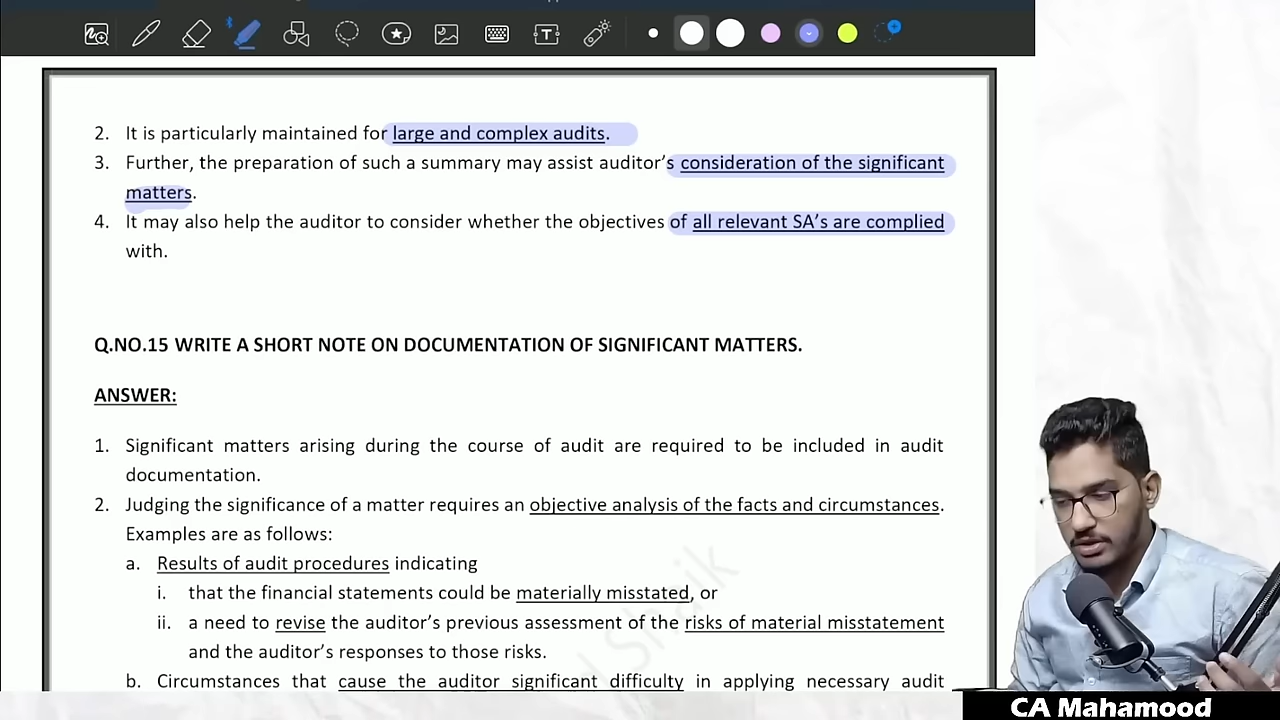 2. It is particularly maintained for large and complex audits.
3. Further, the preparation of such a summary may assist auditor's consideration of the significant
matters.
4. It may also help the auditor to consider whether the objectives of all relevant SA's are complied
with.
Q.NO.15 WRITE A SHORT NOTE ON DOCUMENTATION OF SIGNIFICANT MATTERS.
ANSWER:
1. Significant matters arising during the course of audit are required to be included in audit
documentation.
2. Judging the significance of a matter requires an objective analysis of the facts and circumstances.
Examples are as follows:
a. Results of audit procedures indicating
i. that the financial statements could be materially misstated, or
ii. a need to revise the auditor's previous assessment of the risks of material misstatement
and the auditor's responses to those risks.
b. Circumstances that cause the auditor significant difficulty in applying necessary audit
CA Mahamood